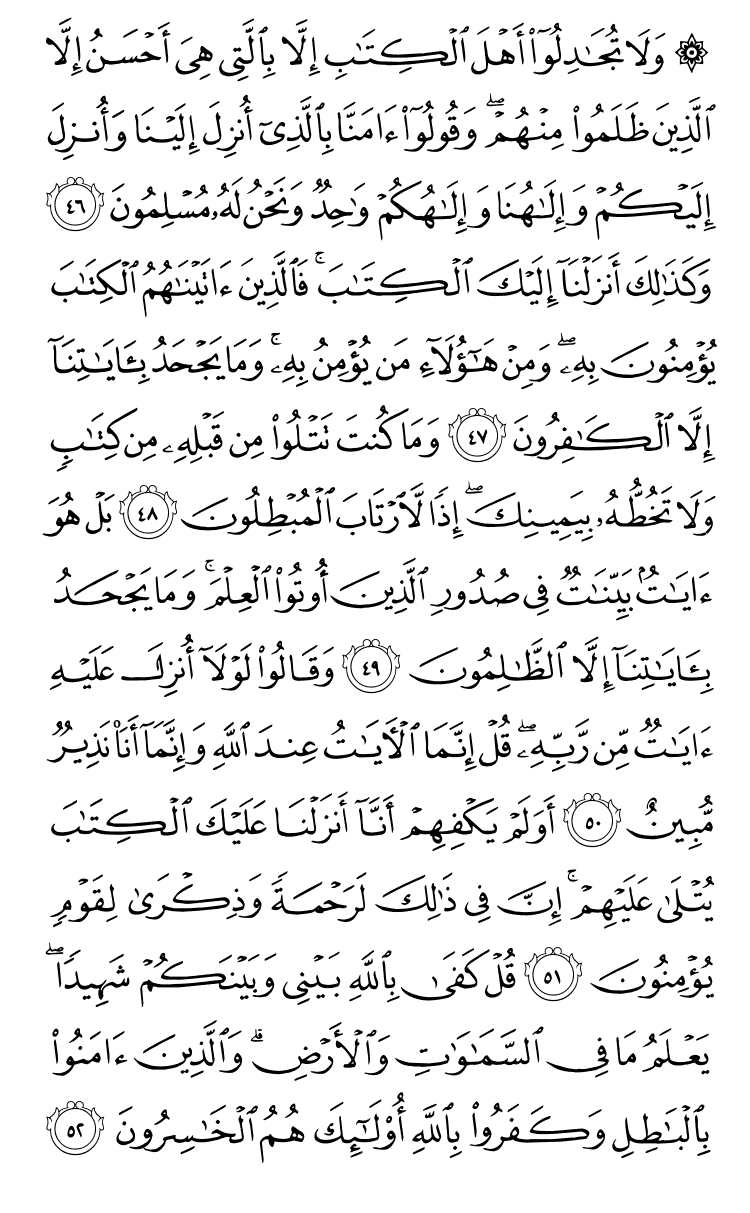 ۞ وَلَا تُجَٰدِلُوٓا۟ أَهْلَ ٱلْكِتَٰبِ إِلَّا بِٱلَّتِى هِىَ أَحْسَنُ إِلَّا
ٱلَّذِينَ ظَلَمُوا۟ مِنْهُمْ ۖ وَقُولُوٓا۟ ءَامَنَّا بِٱلَّذِىٓ أُنزِلَ إِلَيْنَا وَأُنزِلَ
إِلَيْكُمْ وَإِلَٰهُنَا وَإِلَٰهُكُمْ وَٰحِدٌ وَنَحْنُ لَهُۥ مُسْلِمُونَ ٤٦
وَكَذَٰلِكَ أَنزَلْنَآ إِلَيْكَ ٱلْكِتَٰبَ ۚ فَٱلَّذِينَ ءَاتَيْنَٰهُمُ ٱلْكِتَٰبَ
يُؤْمِنُونَ بِهِۦ ۖ وَمِنْ هَٰٓؤُلَآءِ مَن يُؤْمِنُ بِهِۦ ۚ وَمَا يَجْحَدُ بِـَٔايَٰتِنَآ
إِلَّا ٱلْكَٰفِرُونَ ٤٧ وَمَا كُنتَ تَتْلُوا۟ مِن قَبْلِهِۦ مِن كِتَٰبٍ
وَلَا تَخُطُّهُۥ بِيَمِينِكَ ۖ إِذًا لَّٱرْتَابَ ٱلْمُبْطِلُونَ ٤٨ بَلْ هُوَ
ءَايَٰتٌۢ بَيِّنَٰتٌ فِى صُدُورِ ٱلَّذِينَ أُوتُوا۟ ٱلْعِلْمَ ۚ وَمَا يَجْحَدُ
بِـَٔايَٰتِنَآ إِلَّا ٱلظَّٰلِمُونَ ٤٩ وَقَالُوا۟ لَوْلَآ أُنزِلَ عَلَيْهِ
ءَايَٰتٌ مِّن رَّبِّهِۦ ۖ قُلْ إِنَّمَا ٱلْءَايَٰتُ عِندَ ٱللَّهِ وَإِنَّمَآ أَنَا۠ نَذِيرٌ
مُّبِينٌ ٥٠ أَوَلَمْ يَكْفِهِمْ أَنَّآ أَنزَلْنَا عَلَيْكَ ٱلْكِتَٰبَ
يُتْلَىٰ عَلَيْهِمْ ۚ إِنَّ فِى ذَٰلِكَ لَرَحْمَةً وَذِكْرَىٰ لِقَوْمٍ
يُؤْمِنُونَ ٥١ قُلْ كَفَىٰ بِٱللَّهِ بَيْنِى وَبَيْنَكُمْ شَهِيدًا ۖ
يَعْلَمُ مَا فِى ٱلسَّمَٰوَٰتِ وَٱلْأَرْضِ ۗ وَٱلَّذِينَ ءَامَنُوا۟
بِٱلْبَٰطِلِ وَكَفَرُوا۟ بِٱللَّهِ أُو۟لَٰٓئِكَ هُمُ ٱلْخَٰسِرُونَ ٥٢